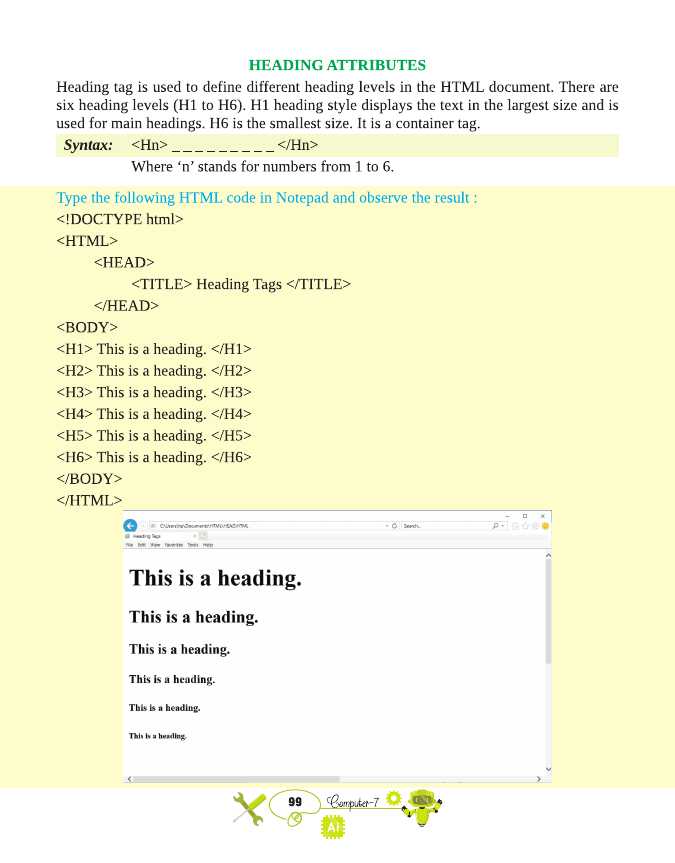 HEADING ATTRIBUTES
Heading tag is used to define different heading levels in the HTML document. There are
six heading levels (H1 to H6). H1 heading style displays the text in the largest size and is
used for main headings. H6 is the smallest size. It is a container tag.
Syntax: <Hn> _ _ _ _ _ _ _ _ _ </Hn>
Where ‘n’ stands for numbers from 1 to 6.
Type the following HTML code in Notepad and observe the result :
<!DOCTYPE html>
<HTML>
<HEAD>
<TITLE> Heading Tags </TITLE>
</HEAD>
<BODY>
<H1> This is a heading. </H1>
<H2> This is a heading. </H2>
<H3> This is a heading. </H3>
<H4> This is a heading. </H4>
<H5> This is a heading. </H5>
<H6> This is a heading. </H6>
</BODY>
</HTML>
Search...
Heading Tags
File Edit View Favorites Tools Help
This is a heading.
This is a heading.
This is a heading.
This is a heading.
This is a heading.
This is a heading.
99 Computer-7
AI